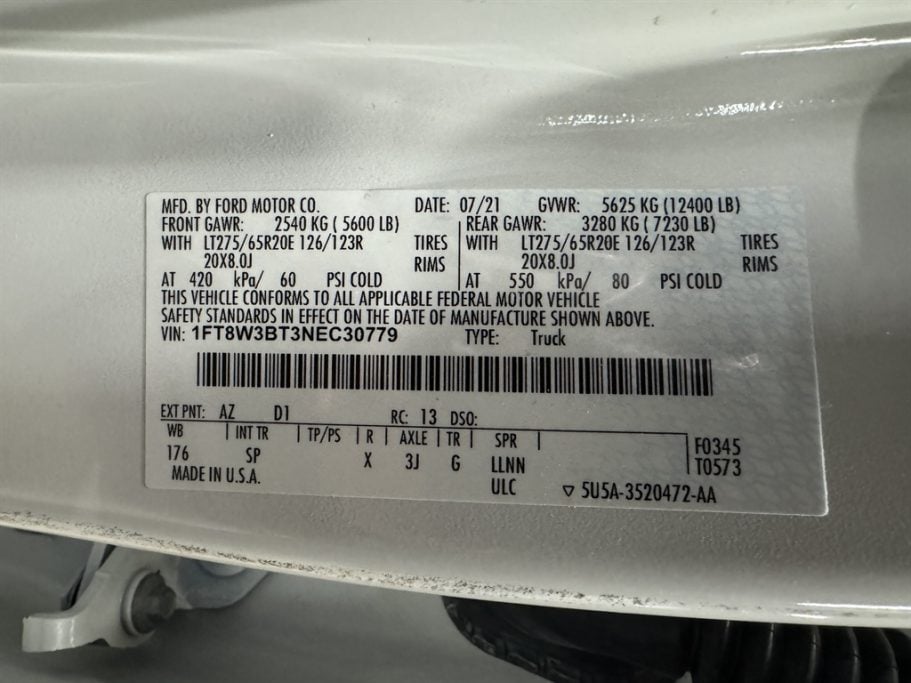 MFD. BY FORD MOTOR CO. DATE: 07/21 GVWR: 5625 KG (12400 LB)
FRONT GAWR: 2540 KG ( 5600 LB) REAR GAWR: 3280 KG ( 7230 LB)
WITH LT275/65R20E 126/123R TIRES WITH LT275/65R20E 126/123R TIRES
20X8.0J RIMS 20X8.0J RIMS
AT 420 kPa/ 60 PSI COLD AT 550 kPa/ 80 PSI COLD
THIS VEHICLE CONFORMS TO ALL APPLICABLE FEDERAL MOTOR VEHICLE
SAFETY STANDARDS IN EFFECT ON THE DATE OF MANUFACTURE SHOWN ABOVE.
VIN: 1FT8W3BT3NEC30779 TYPE: Truck
EXT PNT: AZ D1 RC: 13 DSO:
WB INT TR TP/PS R AXLE TR SPR F0345
176 SP X 3J G LLNN T0573
MADE IN U.S.A. ULC ▽ 5U5A-3520472-AA